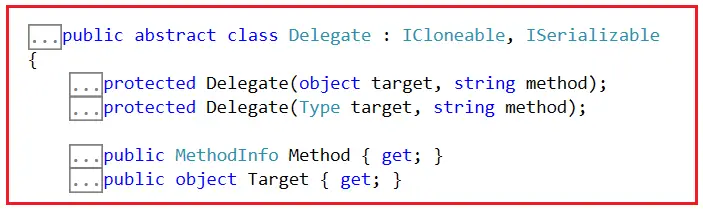 ...public abstract class Delegate : ICloneable, ISerializable
{
...protected Delegate(object target, string method);
...protected Delegate(Type target, string method);
...public MethodInfo Method { get; }
...public object Target { get; }